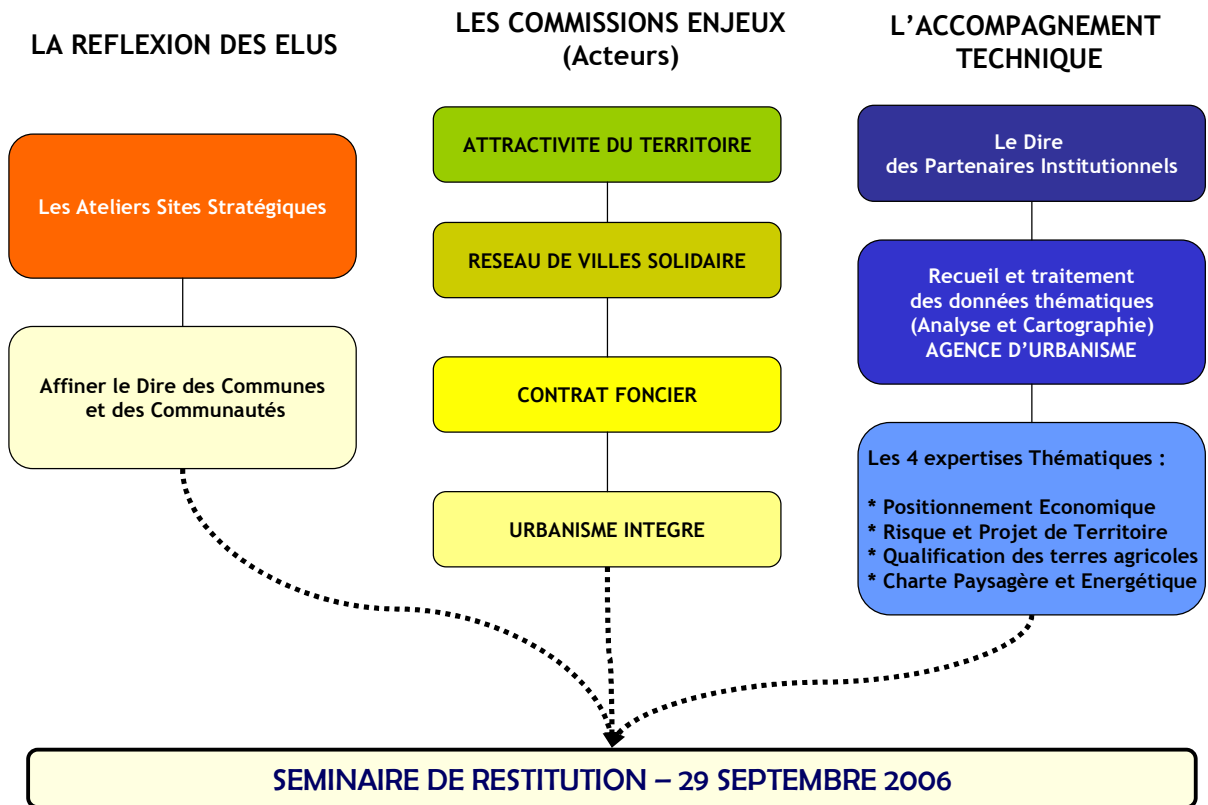 LA REFLEXION DES ELUS
Les Ateliers Sites Stratégiques
Affiner le Dire des Communes
et des Communautés
LES COMMISSIONS ENJEUX
(Acteurs)
ATTRACTIVITE DU TERRITOIRE
RESEAU DE VILLES SOLIDAIRE
CONTRAT FONCIER
URBANISME INTEGRE
L'ACCOMPAGNEMENT
TECHNIQUE
Le Dire
des Partenaires Institutionnels
Recueil et traitement
des données thématiques
(Analyse et Cartographie)
AGENCE D'URBANISME
Les 4 expertises Thématiques :
* Positionnement Economique
* Risque et Projet de Territoire
* Qualification des terres agricoles
* Charte Paysagère et Energétique
SEMINAIRE DE RESTITUTION – 29 SEPTEMBRE 2006